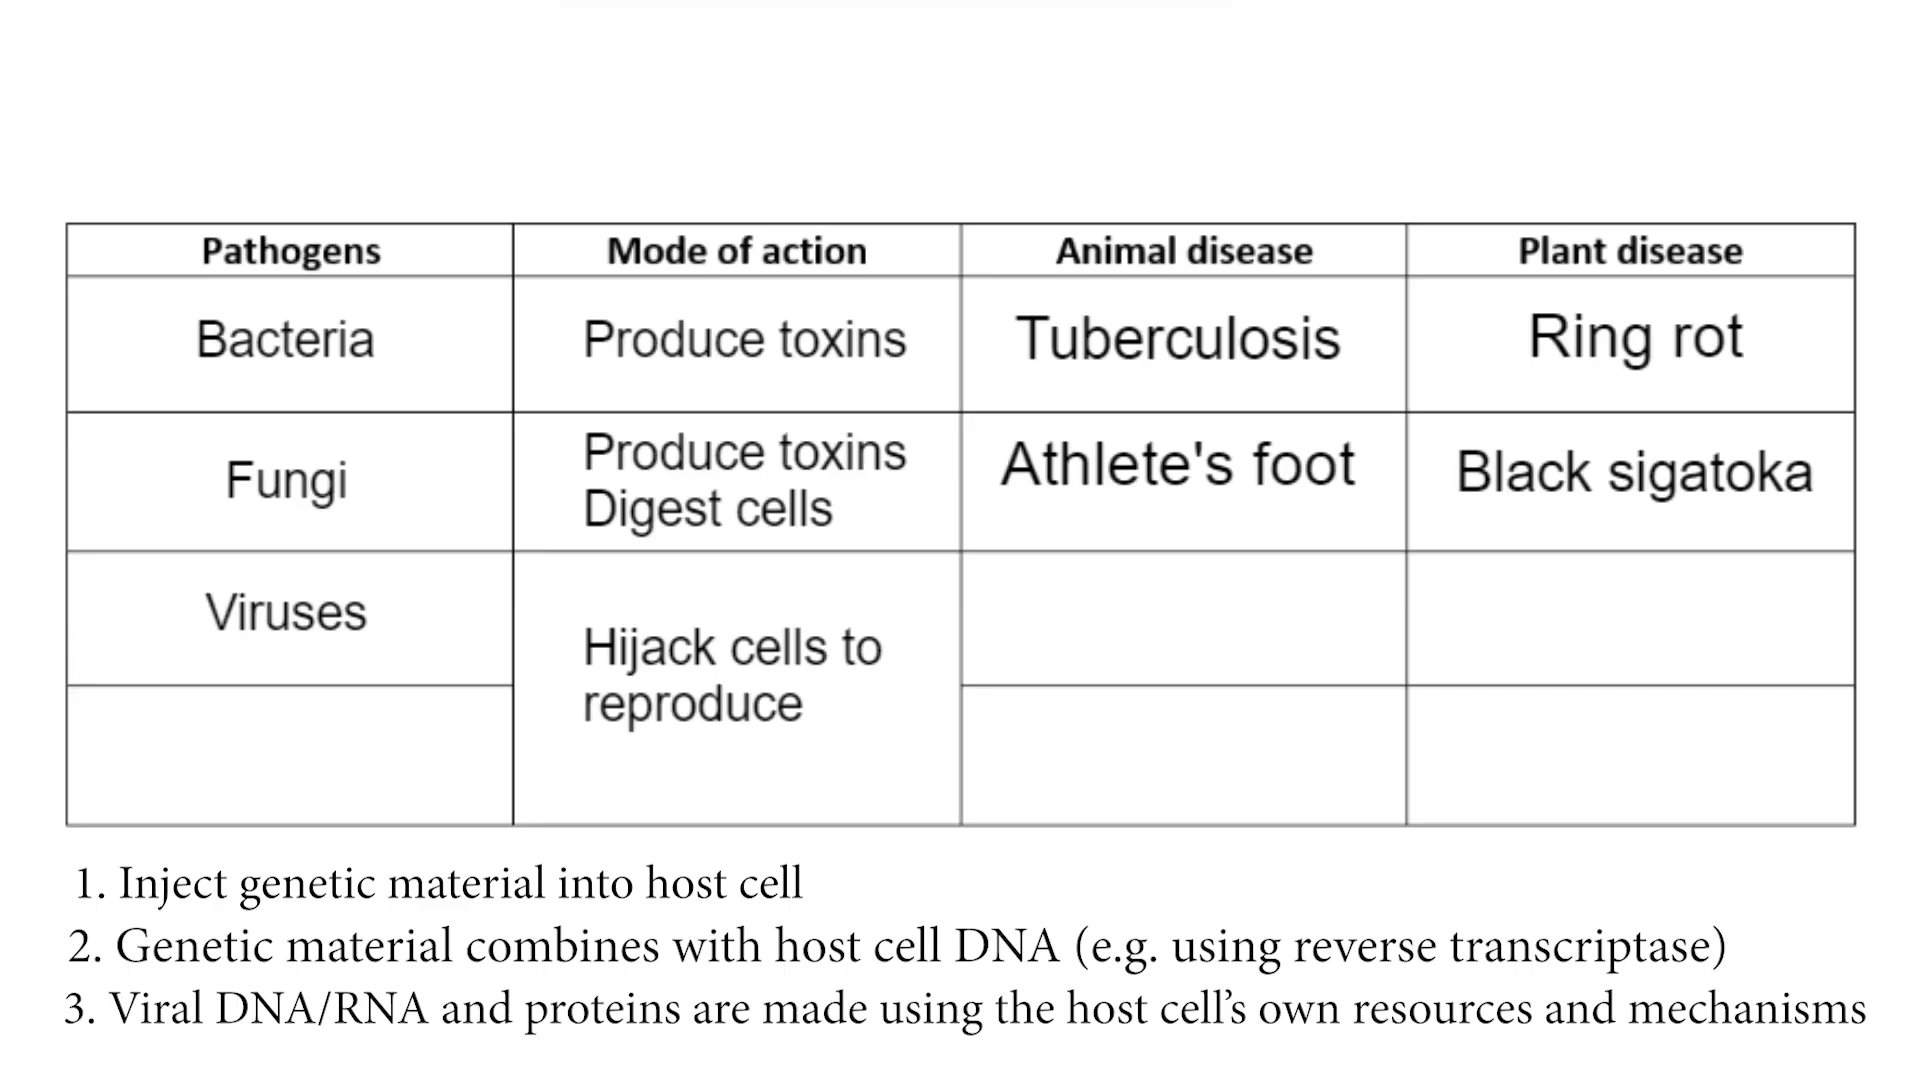 Pathogens Mode of action Animal disease Plant disease
Bacteria Produce toxins Tuberculosis Ring rot
Fungi Produce toxins Athlete's foot Black sigatoka
Digest cells
Viruses
Hijack cells to
reproduce
1. Inject genetic material into host cell
2. Genetic material combines with host cell DNA (e.g. using reverse transcriptase)
3. Viral DNA/RNA and proteins are made using the host cell’s own resources and mechanisms